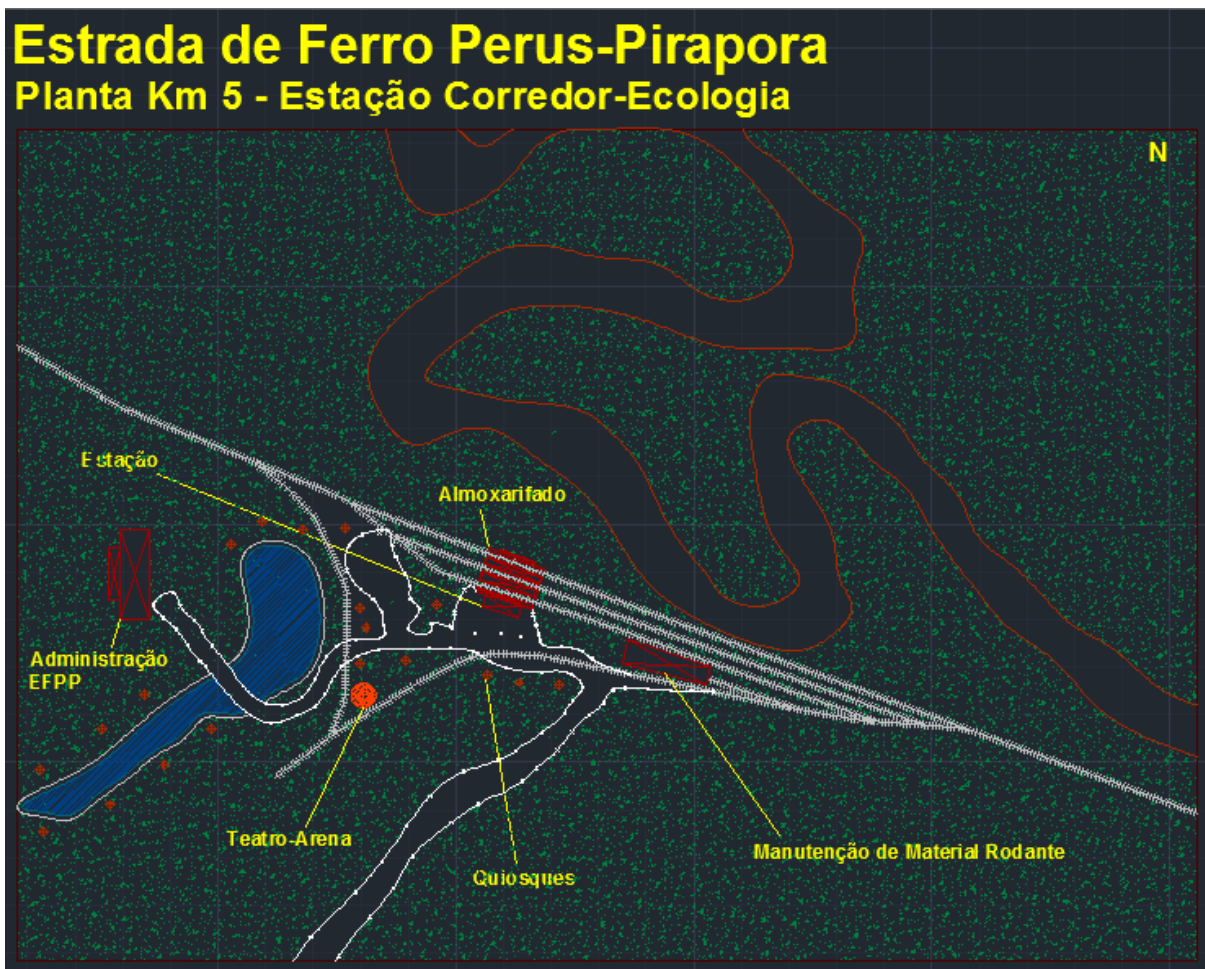 Estrada de Ferro Perus-Pirapora
Planta Km 5 - Estação Corredor-Ecologia
N
Estação
Almoxarifado
Administração
EFPP
Teatro-Arena
Quiosques
Manutenção de Material Rodante